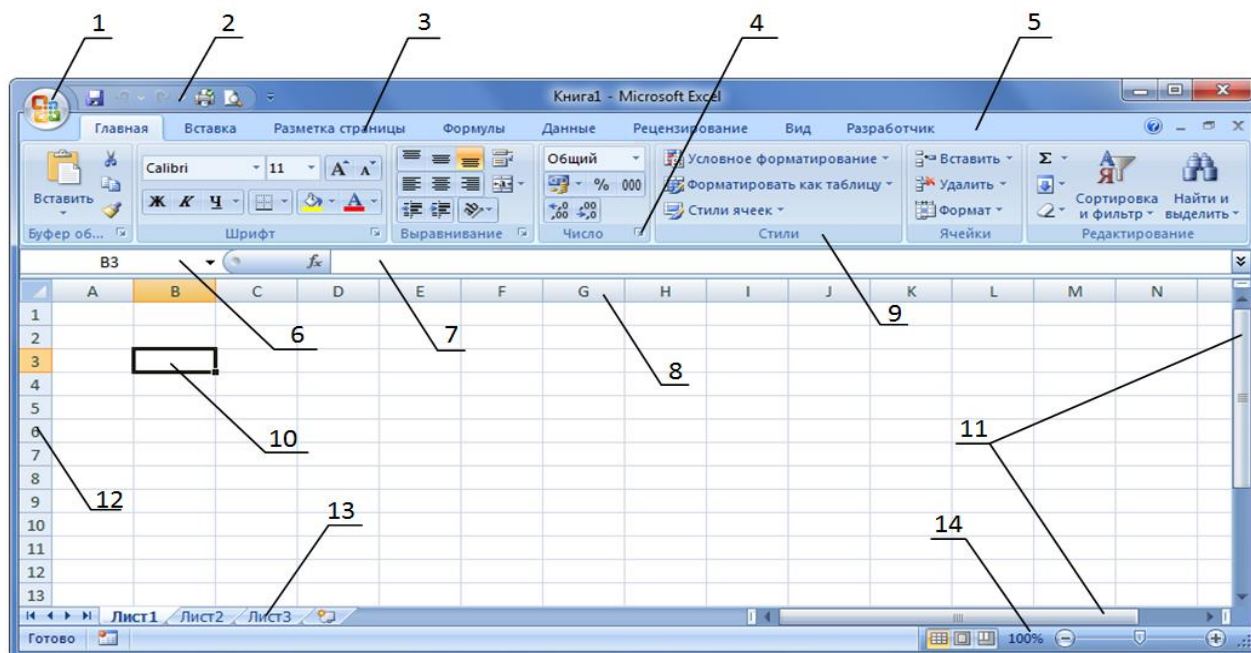 1 2 3 4 5
Книга1 - Microsoft Excel
Главная Вставка Разметка страницы Формулы Данные Рецензирование Вид Разработчик
Calibri 11 Общий Условное форматирование Вставить Σ
Вставить % 000 Форматировать как таблицу Удалить Сортировка и фильтр Найти и выделить
Ж К Ч А Стили ячеек Формат
Буфер об... Шрифт Выравнивание Число Стили Ячейки Редактирование
B3 fx
A B C D E F G H I J K L M N
1
2
3
4
5
6
7
8
9
10
11
12
13
6 7 8 9
10 11
12 13 14
Лист1 Лист2 Лист3
Готово 100%